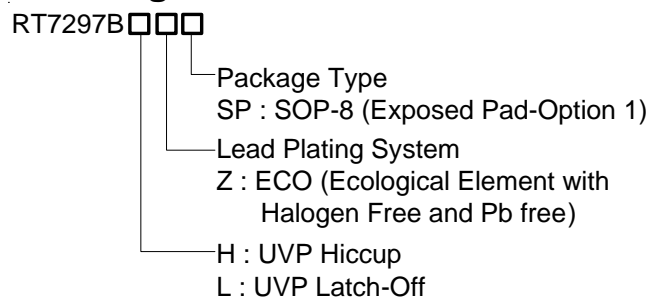 RT7297B□□□
Package Type
SP : SOP-8 (Exposed Pad-Option 1)
Lead Plating System
Z : ECO (Ecological Element with
Halogen Free and Pb free)
H : UVP Hiccup
L : UVP Latch-Off